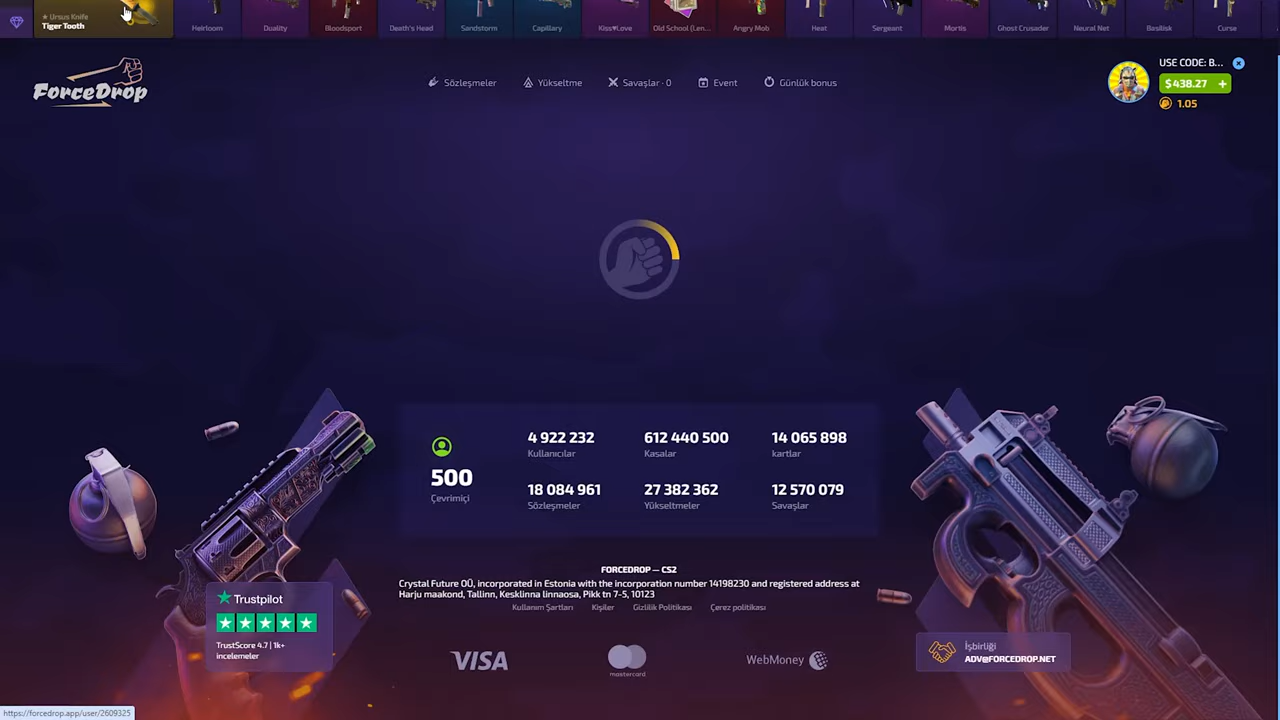 ★ Ursus Knife
Tiger Tooth
Heirloom
Duality
Bloodsport
Death's Head
Sandstorm
Capillary
Kiss♥Love
Old School (Len...
Angry Mob
Heat
Sergeant
Mortis
Ghost Crusader
Neural Net
Basilisk
Curse
ForceDrop
Sözleşmeler
Yükseltme
Savaşlar · 0
Event
Günlük bonus
USE CODE: B...
$438.27 +
1.05
500
Çevrimiçi
4 922 232
Kullanıcılar
612 440 500
Kasalar
14 065 898
kartlar
18 084 961
Sözleşmeler
27 382 362
Yükseltmeler
12 570 079
Savaşlar
FORCEDROP — CS2
Crystal Future OÜ, incorporated in Estonia with the incorporation number 14198230 and registered address at
Harju maakond, Tallinn, Kesklinna linnaosa, Pikk tn 7-5, 10123
Kullanım Şartları
Kişiler
Gizlilik Politikası
Çerez politikası
Trustpilot
TrustScore 4.7 | 1k+
incelemeler
VISA
mastercard
WebMoney
İşbirliği
ADV@FORCEDROP.NET
https://forcedrop.app/user/2609325